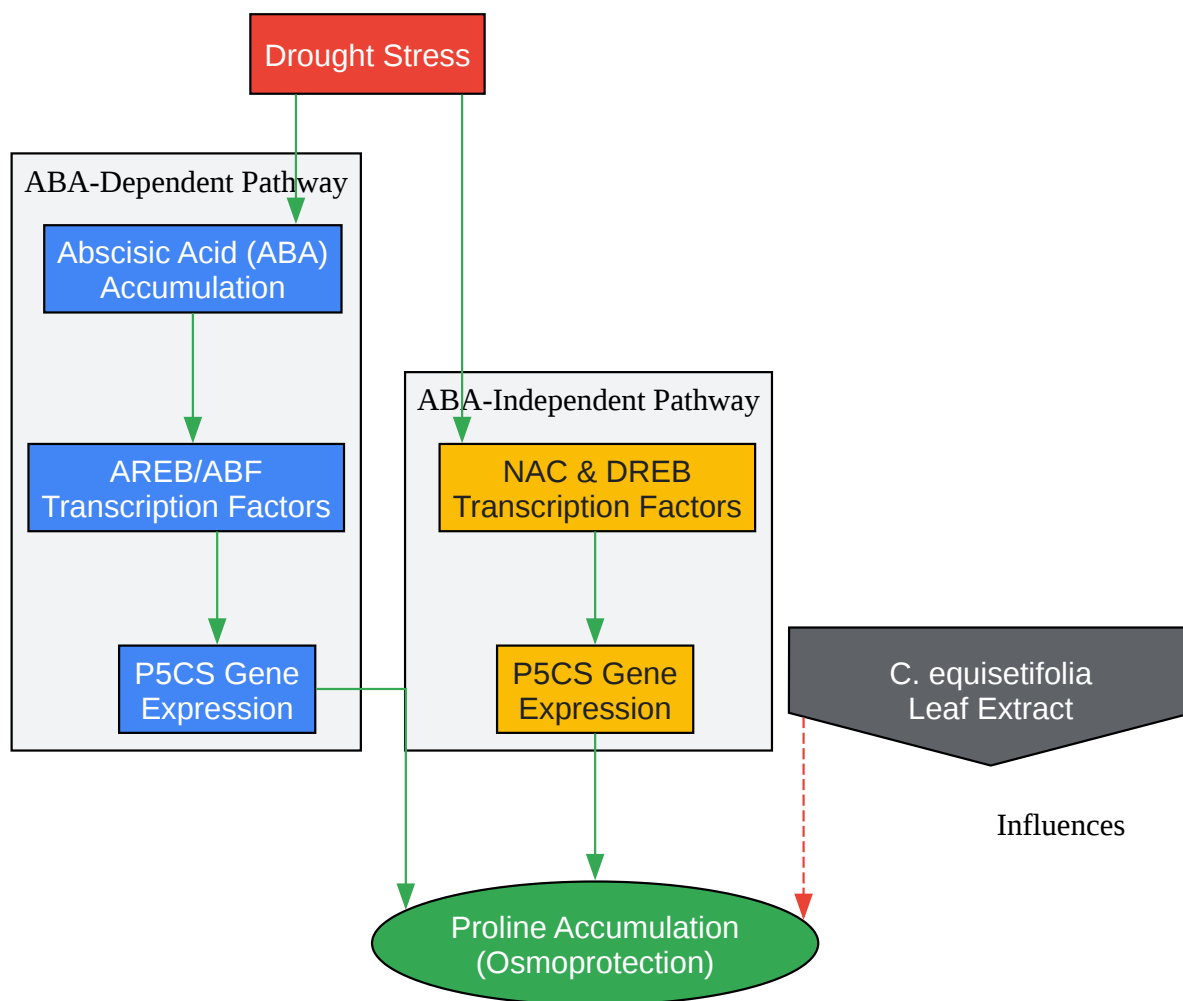 Drought Stress
ABA-Dependent Pathway
Abscisic Acid (ABA)
Accumulation
AREB/ABF
Transcription Factors
P5CS Gene
Expression
ABA-Independent Pathway
NAC & DREB
Transcription Factors
P5CS Gene
Expression
C. equisetifolia
Leaf Extract
Influences
Proline Accumulation
(Osmoprotection)